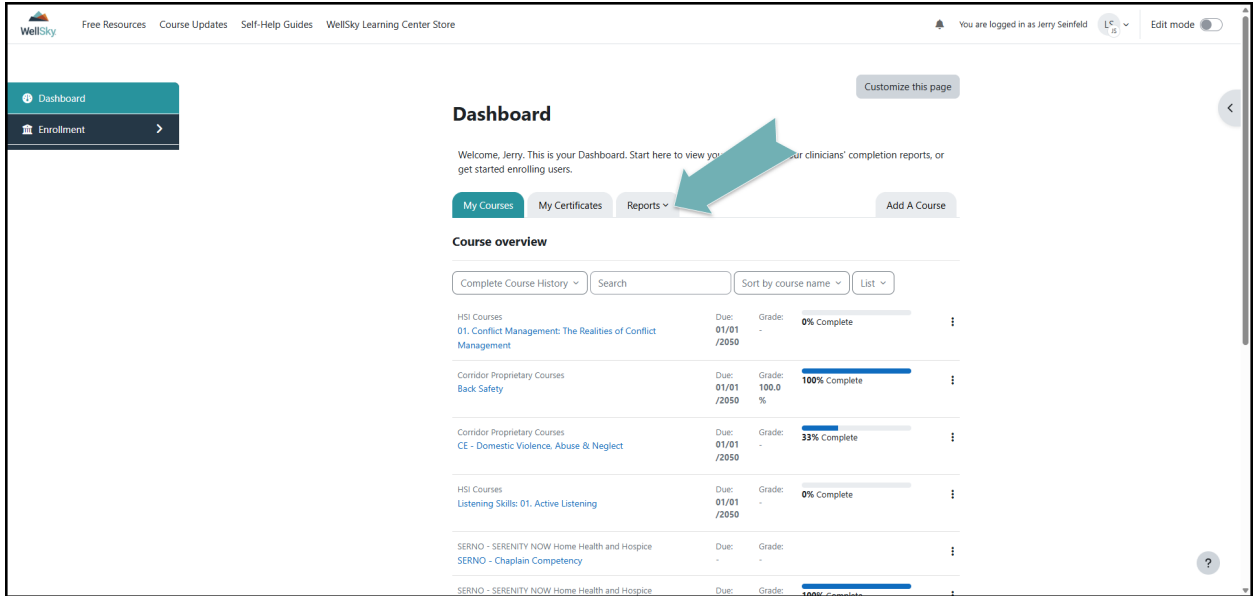 WellSky
Free Resources Course Updates Self-Help Guides WellSky Learning Center Store
You are logged in as Jerry Seinfeld
LS
JS
Edit mode
Dashboard
Enrollment
Customize this page
Dashboard
Welcome, Jerry. This is your Dashboard. Start here to view clinicians' completion reports, or
get started enrolling users.
My Courses My Certificates Reports Add A Course
Course overview
Complete Course History Search Sort by course name List
HSI Courses
01. Conflict Management: The Realities of Conflict
Management
Due:
01/01
/2050
Grade:
-
0% Complete
Corridor Proprietary Courses
Back Safety
Due:
01/01
/2050
Grade:
100.0
%
100% Complete
Corridor Proprietary Courses
CE - Domestic Violence, Abuse & Neglect
Due:
01/01
/2050
Grade:
-
33% Complete
HSI Courses
Listening Skills: 01. Active Listening
Due:
01/01
/2050
Grade:
-
0% Complete
SERNO - SERENITY NOW Home Health and Hospice
SERNO - Chaplain Competency
Due:
-
Grade:
-
SERNO - SERENITY NOW Home Health and Hospice
Due:
Grade:
100% Complete
?